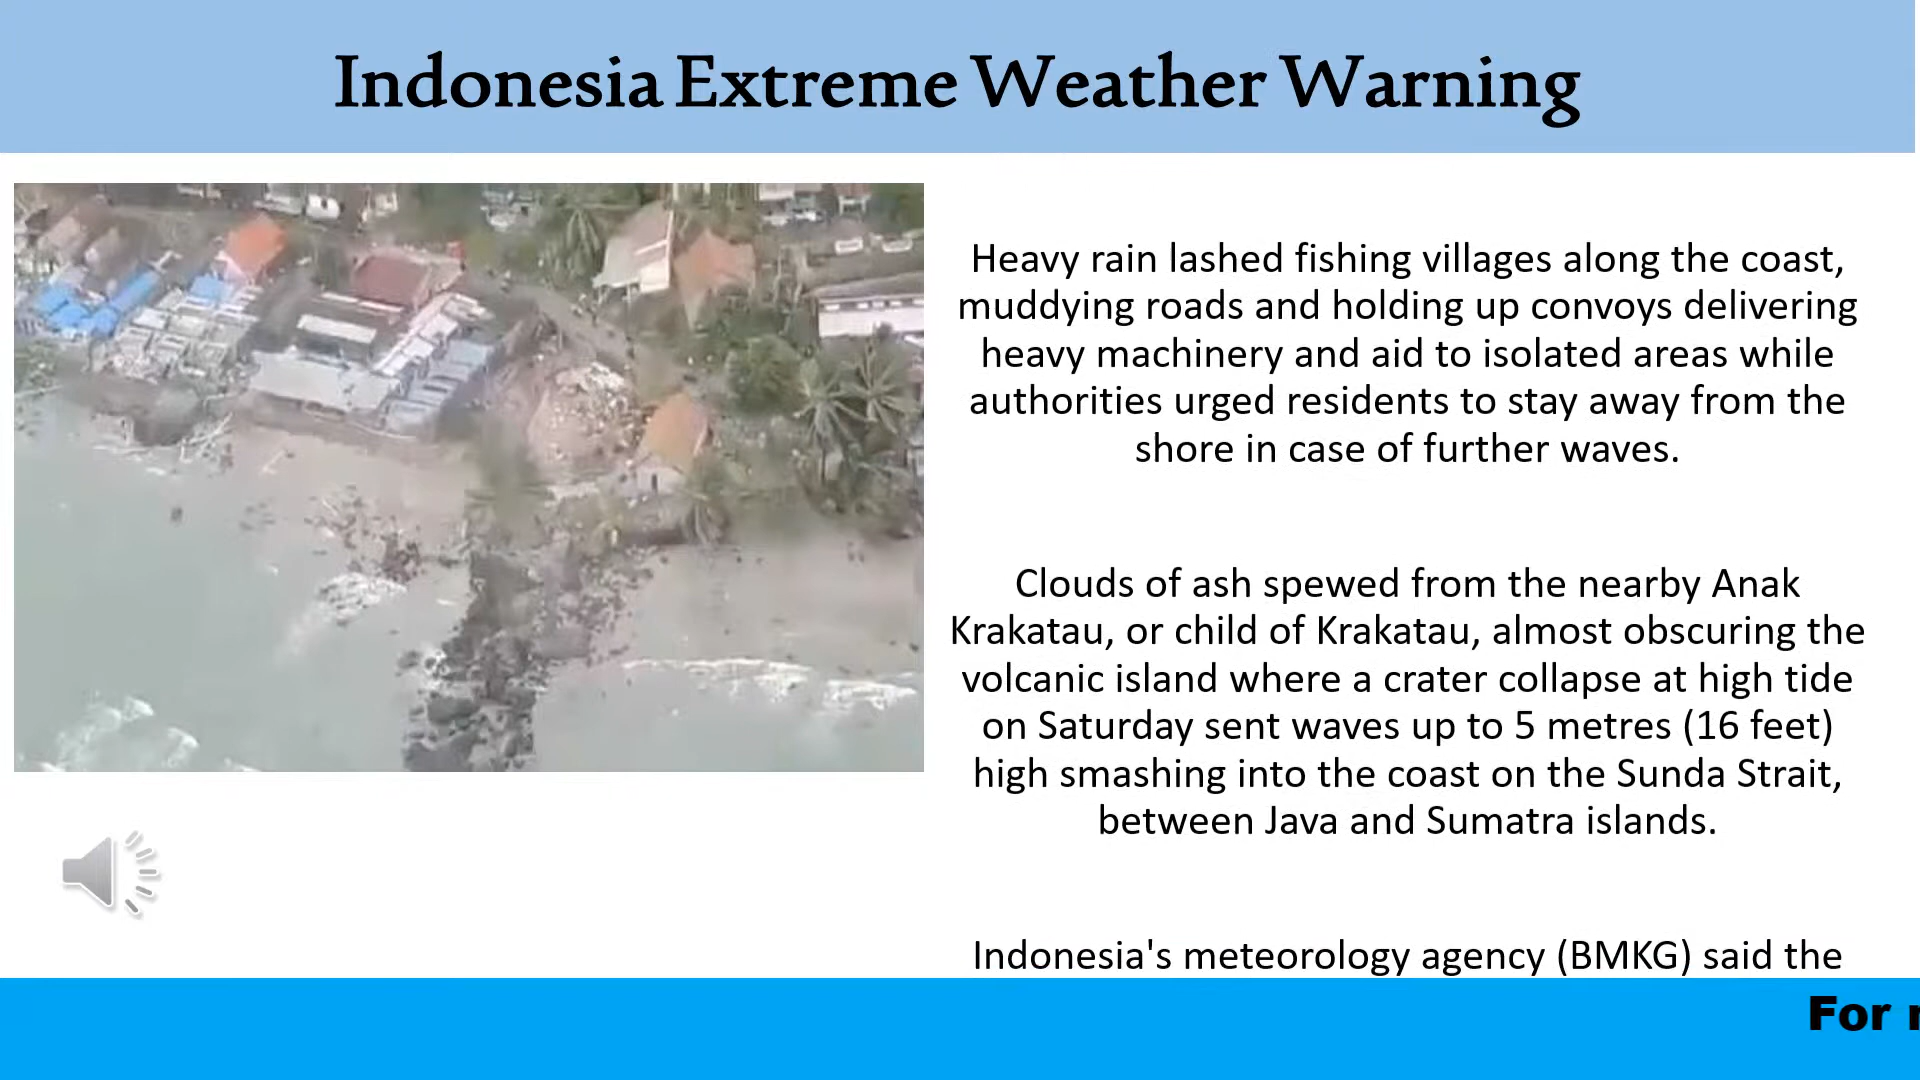 Indonesia Extreme Weather Warning
Heavy rain lashed fishing villages along the coast,
muddying roads and holding up convoys delivering
heavy machinery and aid to isolated areas while
authorities urged residents to stay away from the
shore in case of further waves.
Clouds of ash spewed from the nearby Anak
Krakatau, or child of Krakatau, almost obscuring the
volcanic island where a crater collapse at high tide
on Saturday sent waves up to 5 metres (16 feet)
high smashing into the coast on the Sunda Strait,
between Java and Sumatra islands.
Indonesia's meteorology agency (BMKG) said the
For